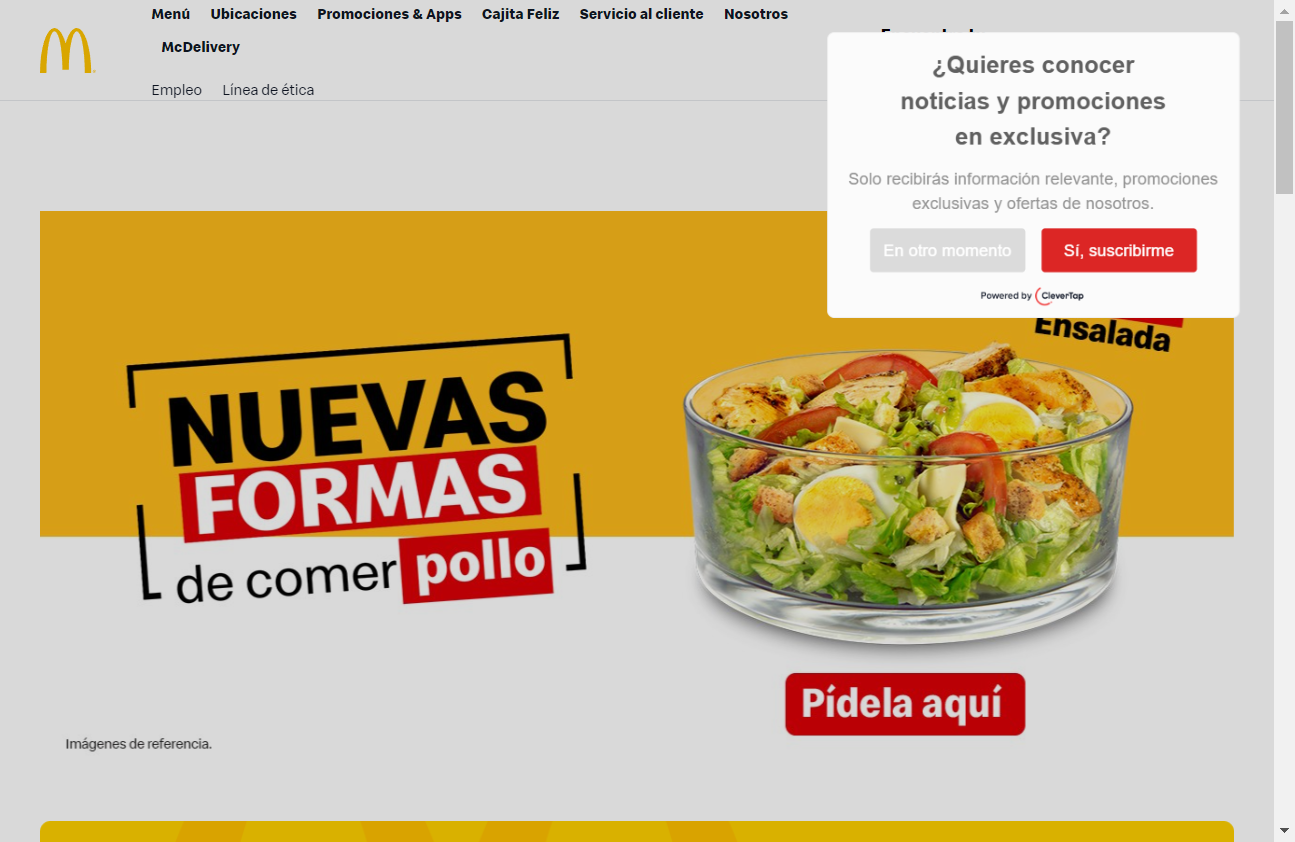 Menú Ubicaciones Promociones & Apps Cajita Feliz Servicio al cliente Nosotros
McDelivery
Empleo Línea de ética
¿Quieres conocer
noticias y promociones
en exclusiva?
Solo recibirás información relevante, promociones
exclusivas y ofertas de nosotros.
En otro momento Sí, suscribirme
Powered by CleverTap
Ensalada
NUEVAS
FORMAS
de comer pollo
Pídela aquí
Imágenes de referencia.